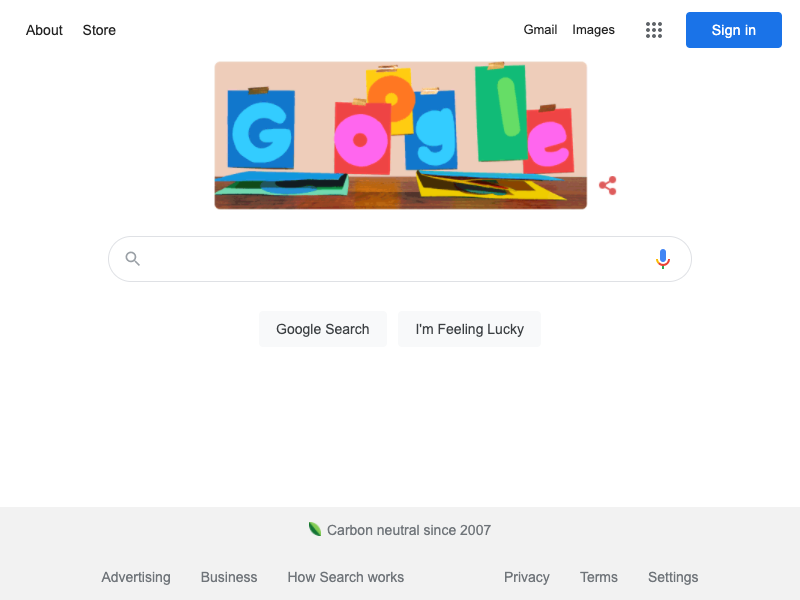 About Store Gmail Images Sign in
Google
Google Search I'm Feeling Lucky
Carbon neutral since 2007
Advertising Business How Search works Privacy Terms Settings